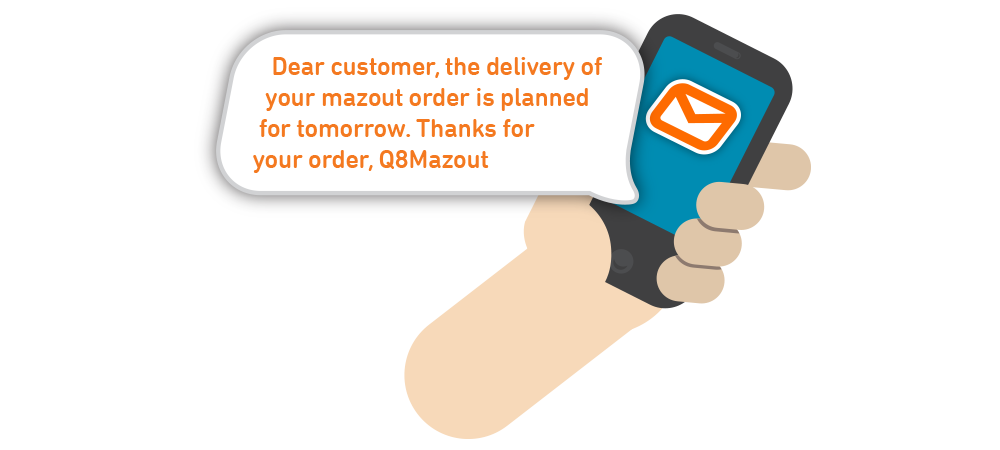 Dear customer, the delivery of
your mazout order is planned
for tomorrow. Thanks for
your order, Q8Mazout